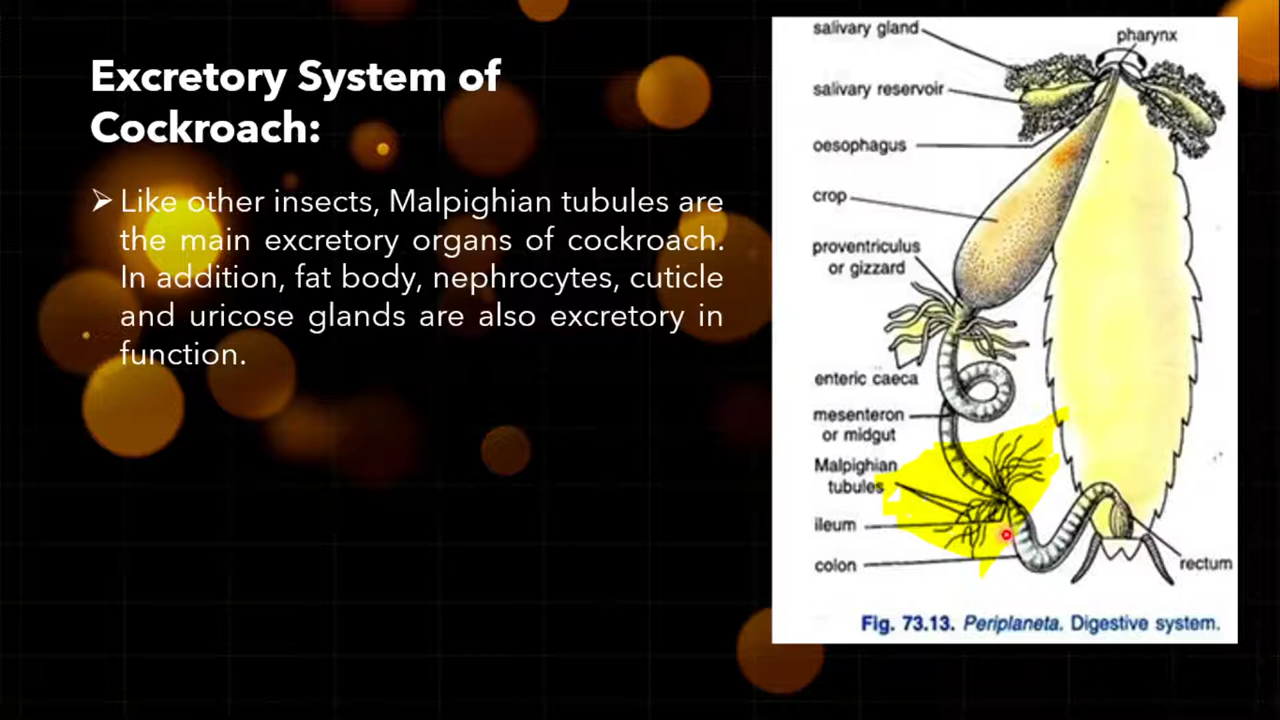 Excretory System of
Cockroach:
➢ Like other insects, Malpighian tubules are
the main excretory organs of cockroach.
In addition, fat body, nephrocytes, cuticle
and uricose glands are also excretory in
function.
salivary gland
pharynx
salivary reservoir
oesophagus
crop
proventriculus
or gizzard
enteric caeca
mesenteron
or midgut
Malpighian
tubules
ileum
colon
rectum
Fig. 73.13. Periplaneta. Digestive system.